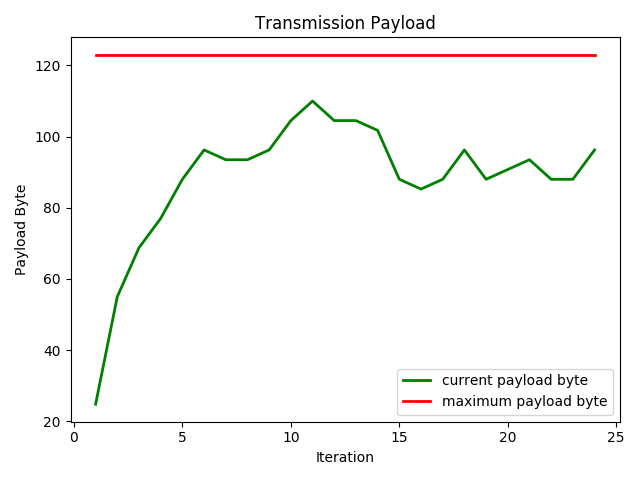 Transmission Payload
120
100
80
60
40
20
Payload Byte
0
5
10
15
20
25
Iteration
current payload byte
maximum payload byte